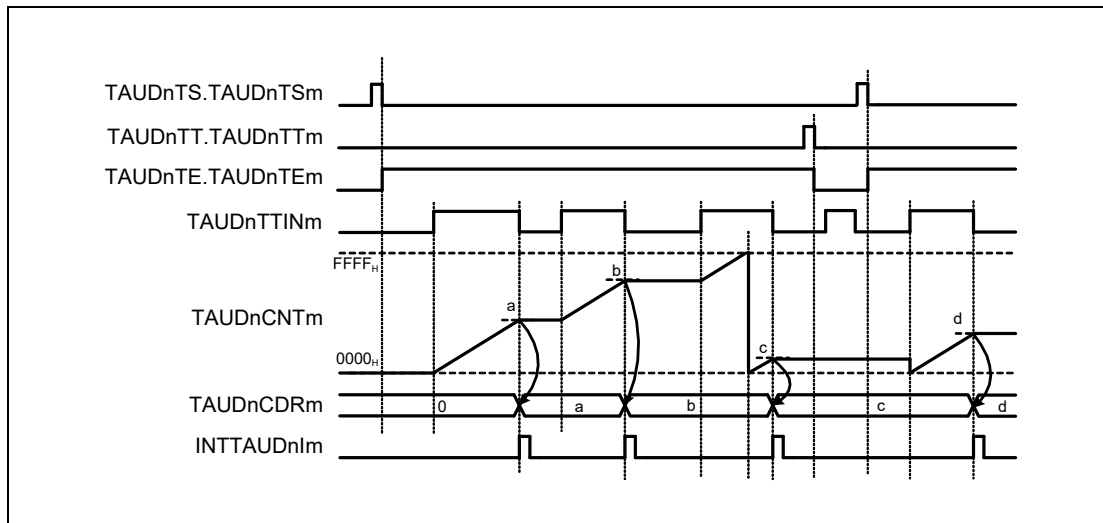 TAUDnTS.TAUDnTSm
TAUDnTT.TAUDnTTm
TAUDnTE.TAUDnTEm
TAUDnTTINm
FFFFH
b
a
TAUDnCNTm
d
c
0000H
TAUDnCDRm
0 a b c d
INTTAUDnIm